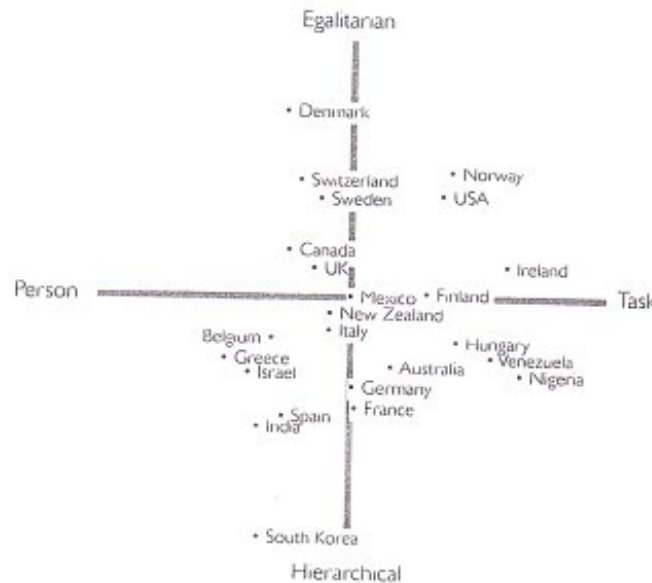 Egalitarian
Denmark
Norway
Switzerland
Sweden
USA
Canada
UK
Ireland
Person
Mexico
Finland
Task
New Zealand
Italy
Belgium
Hungary
Greece
Venezuela
Israel
Australia
Nigeria
Germany
France
Spain
India
South Korea
Hierarchical